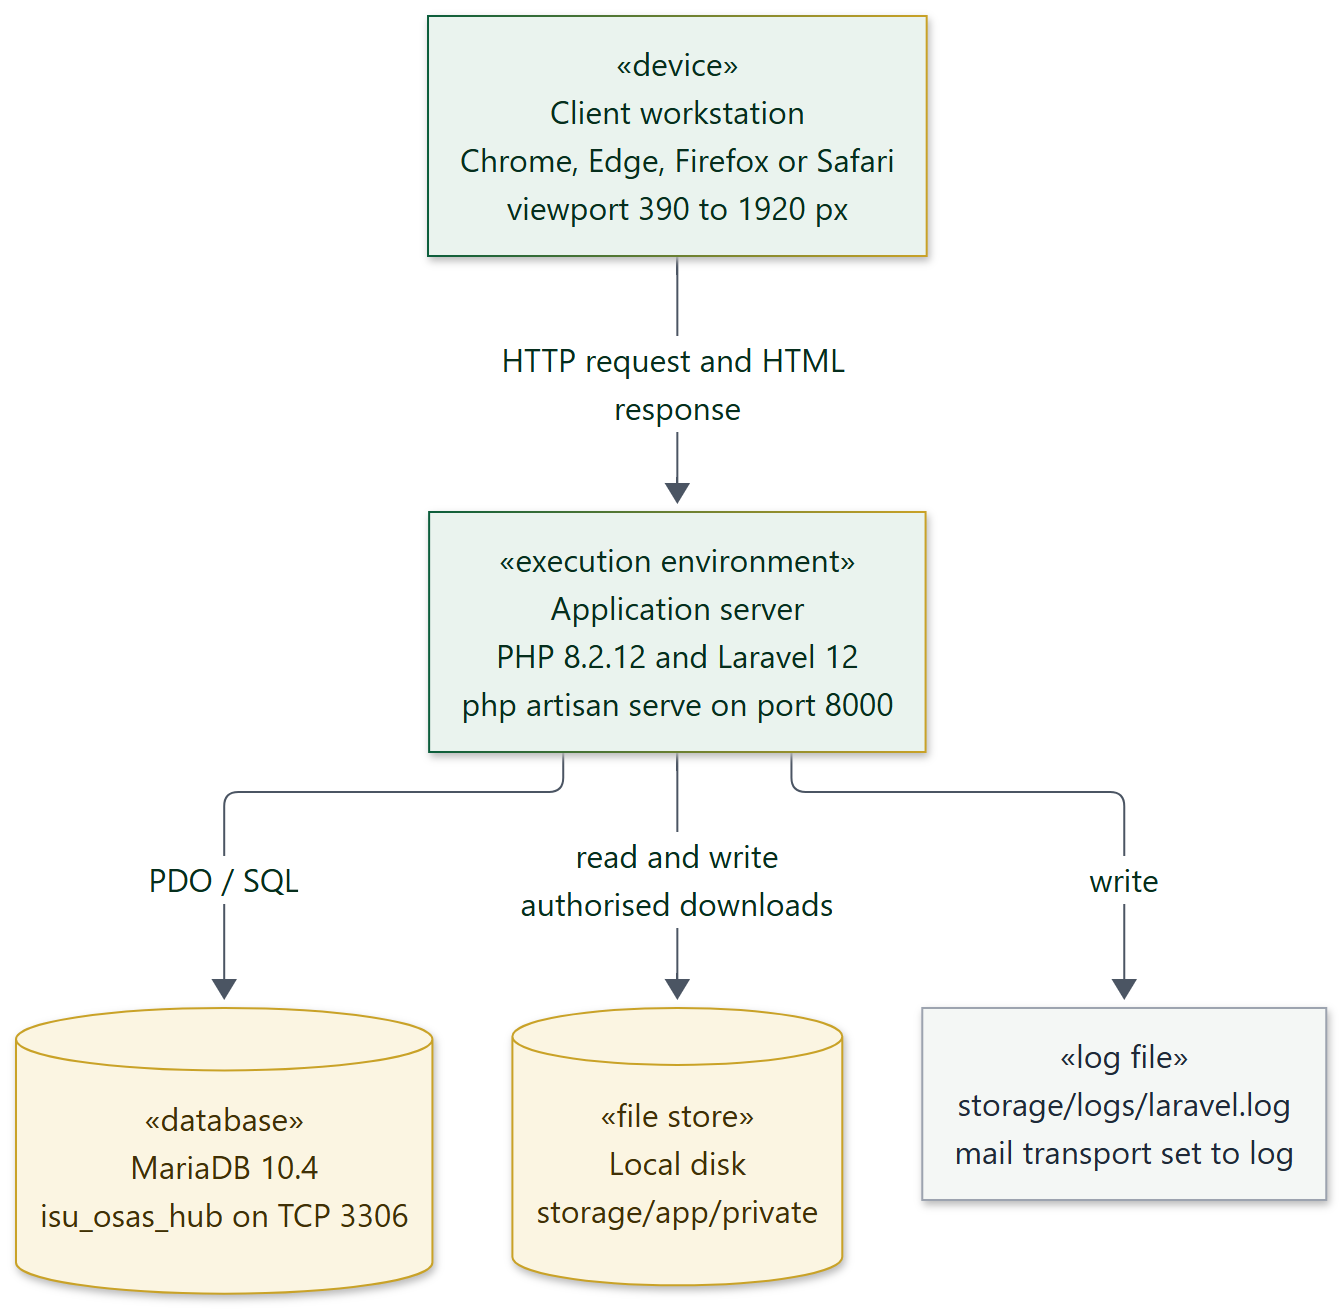 «device»
Client workstation
Chrome, Edge, Firefox or Safari
viewport 390 to 1920 px
HTTP request and HTML
response
«execution environment»
Application server
PHP 8.2.12 and Laravel 12
php artisan serve on port 8000
PDO / SQL
read and write
authorised downloads
write
«database»
MariaDB 10.4
isu_osas_hub on TCP 3306
«file store»
Local disk
storage/app/private
«log file»
storage/logs/laravel.log
mail transport set to log